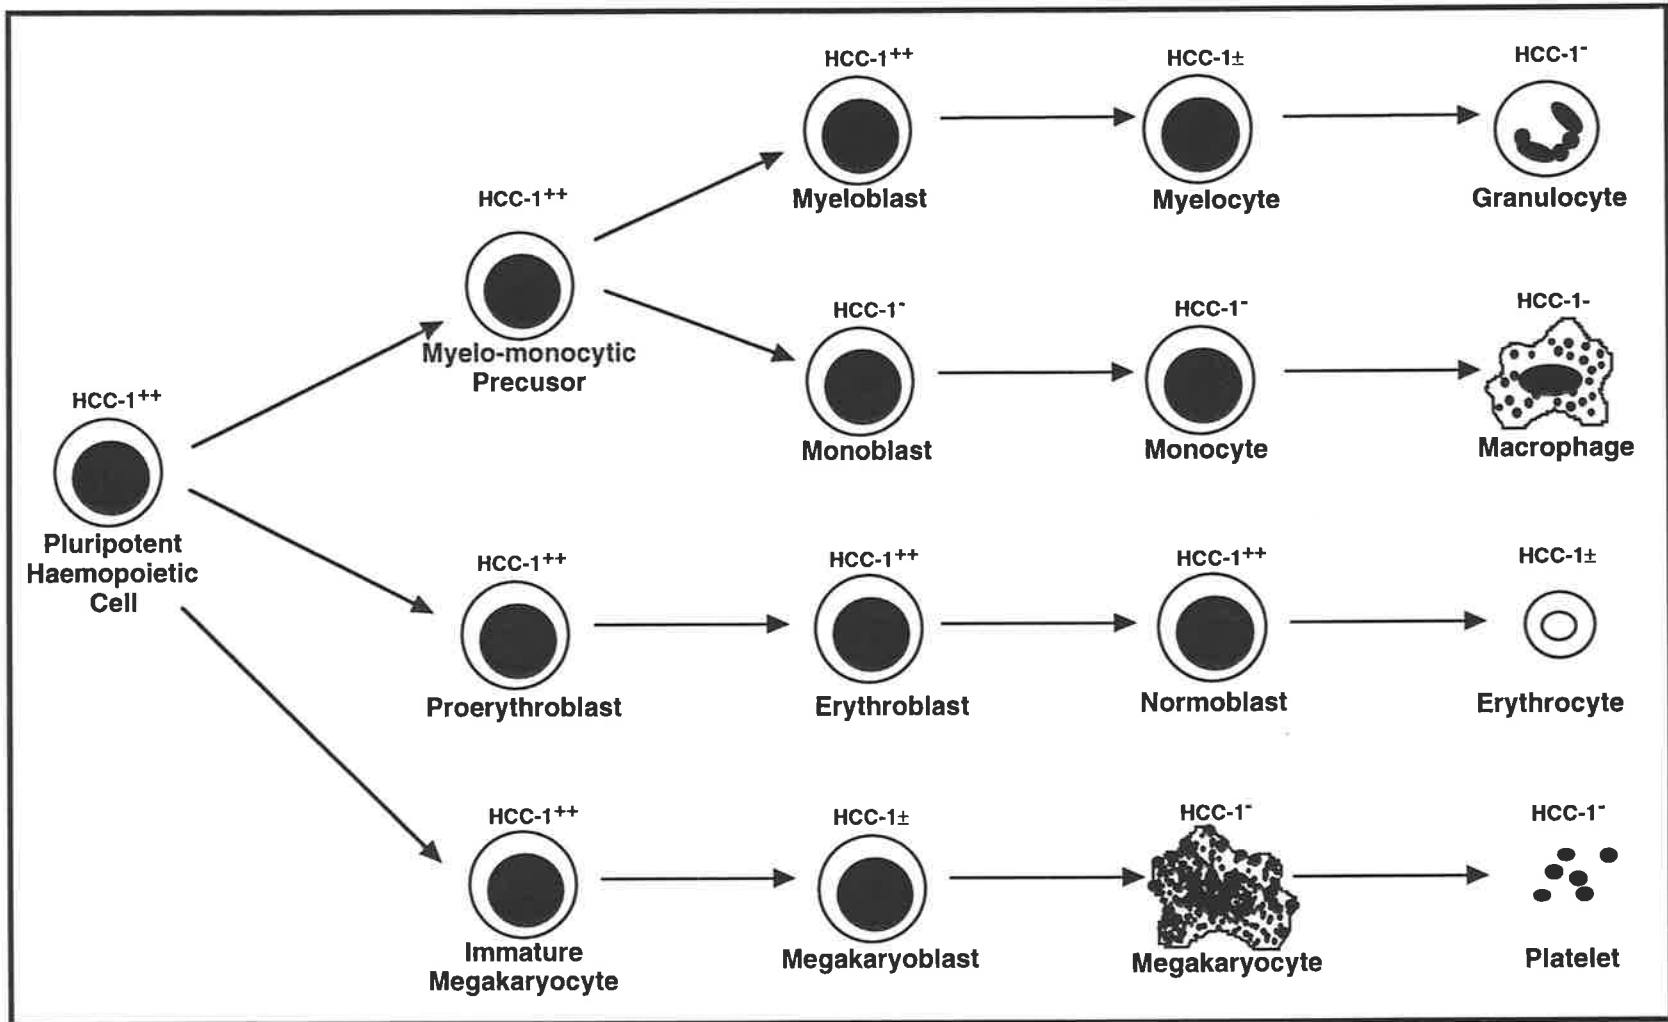 HCC-1++
Myeloblast
HCC-1±
Myelocyte
HCC-1-
Granulocyte
HCC-1++
Myelo-monocytic
Precusor
HCC-1-
Monoblast
HCC-1-
Monocyte
HCC-1-
Macrophage
HCC-1++
Pluripotent
Haemopoietic
Cell
HCC-1++
Proerythroblast
HCC-1++
Erythroblast
HCC-1++
Normoblast
HCC-1±
Erythrocyte
HCC-1++
Immature
Megakaryocyte
HCC-1±
Megakaryoblast
HCC-1-
Megakaryocyte
HCC-1-
Platelet